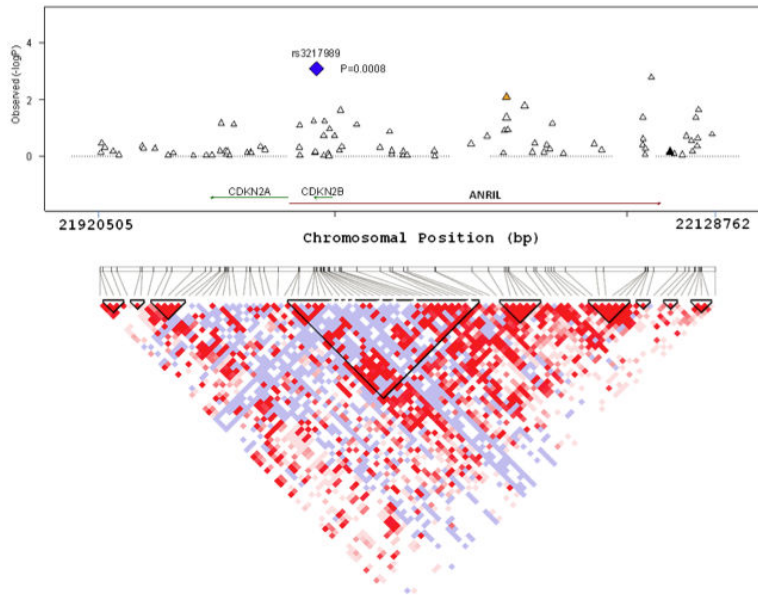 Observed (-logP)
4
2
0
rs3217989
P=0.0008
CDKN2A
CDKN2B
ANRIL
21920505
22128762
Chromosomal Position (bp)